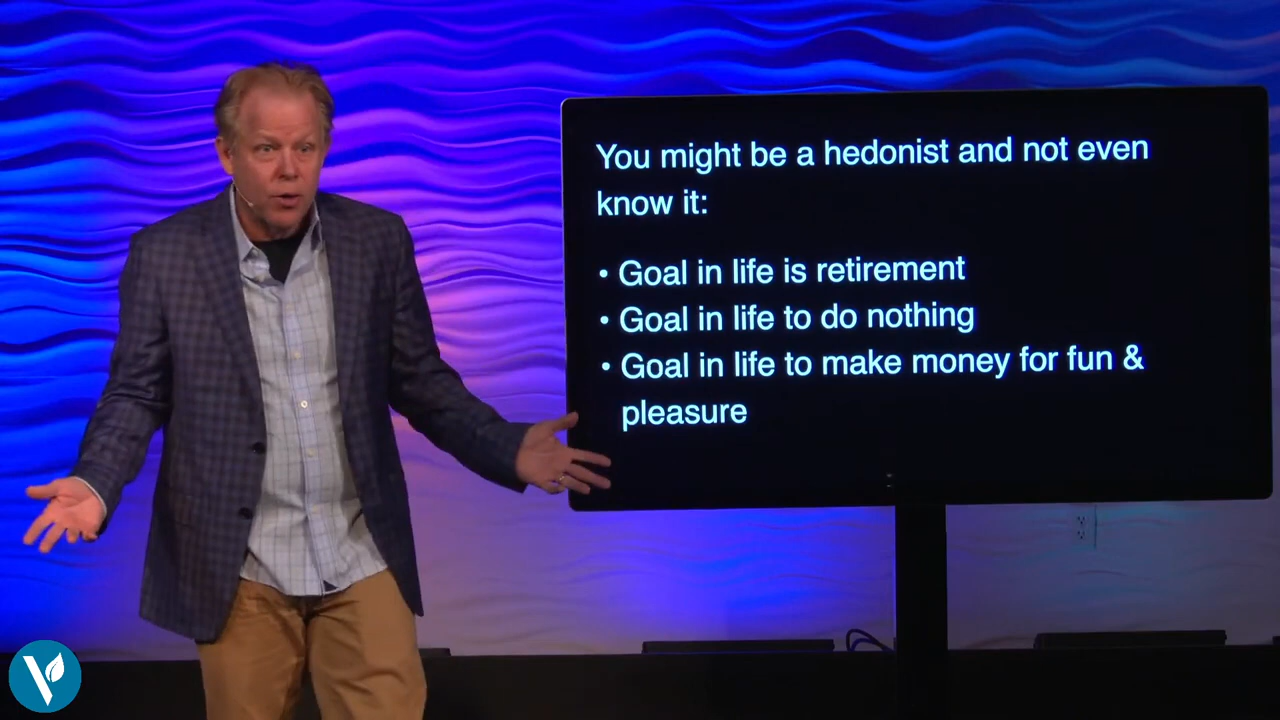 You might be a hedonist and not even
know it:
• Goal in life is retirement
• Goal in life to do nothing
• Goal in life to make money for fun &
pleasure